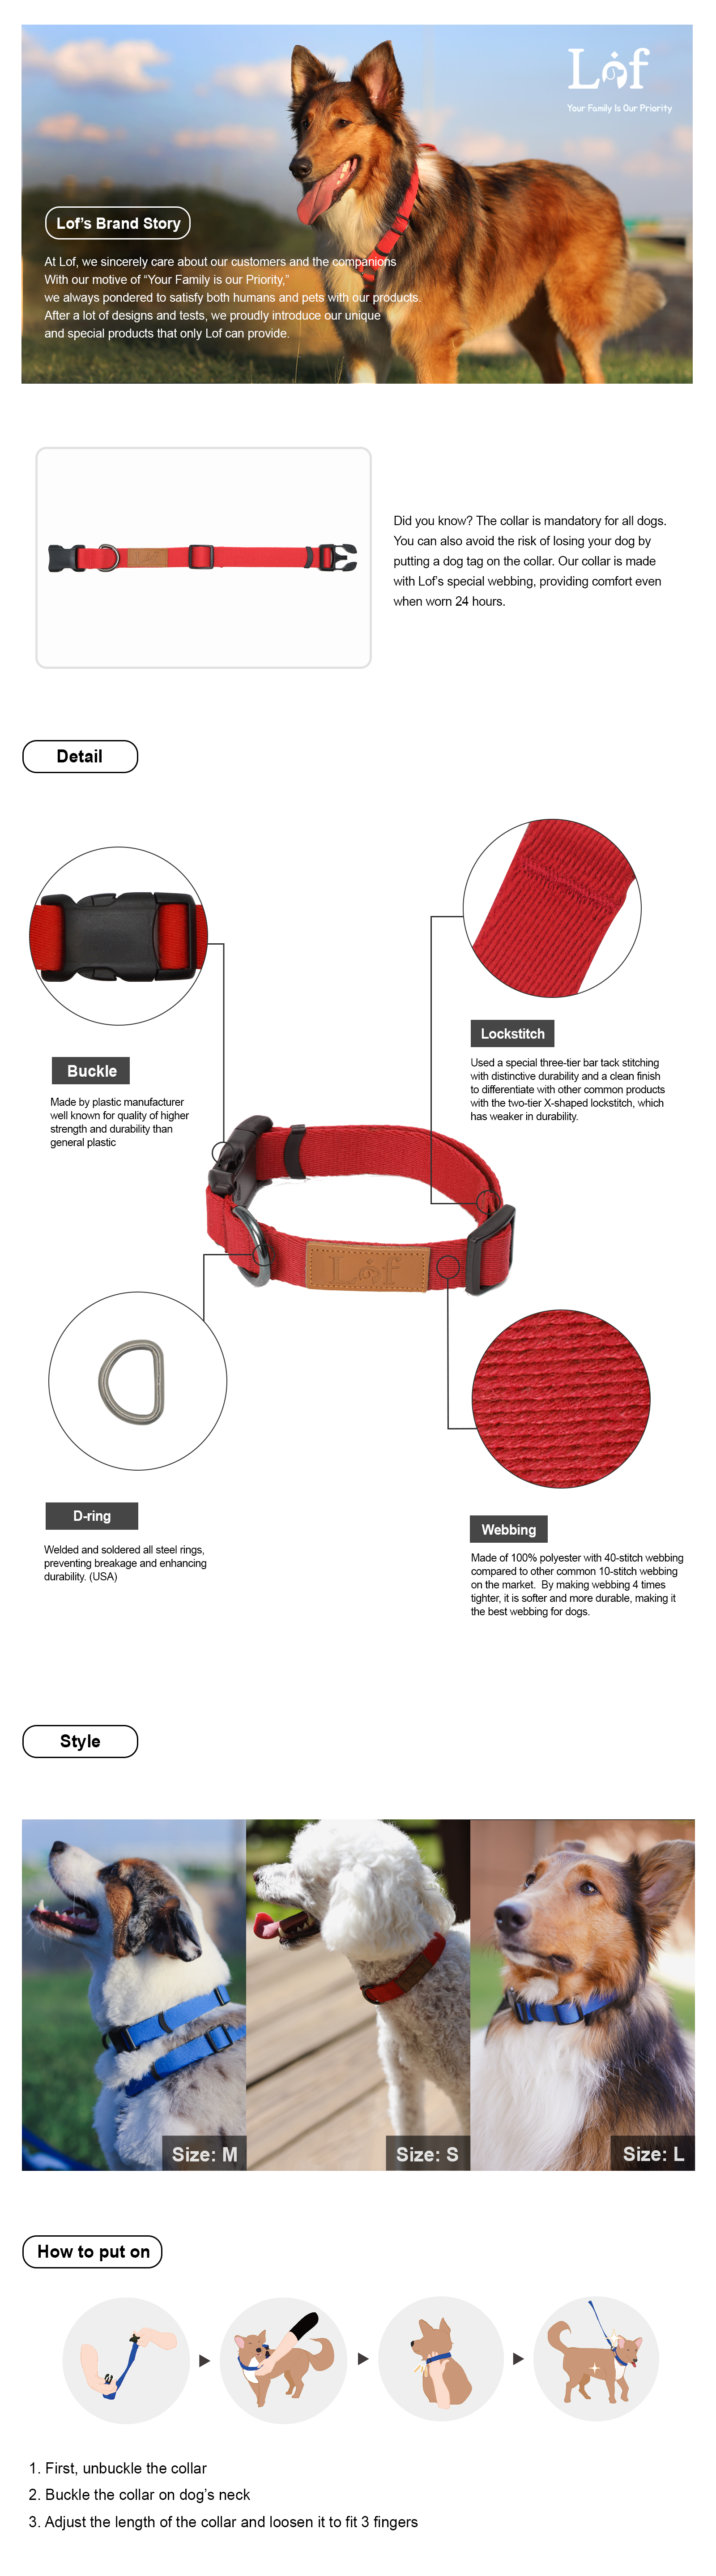 Lof
Your Family Is Our Priority
Lof's Brand Story
At Lof, we sincerely care about our customers and the companions
With our motive of “Your Family is our Priority,”
we always pondered to satisfy both humans and pets with our products.
After a lot of designs and tests, we proudly introduce our unique
and special products that only Lof can provide.
Did you know? The collar is mandatory for all dogs.
You can also avoid the risk of losing your dog by
putting a dog tag on the collar. Our collar is made
with Lof's special webbing, providing comfort even
when worn 24 hours.
Detail
Buckle
Made by plastic manufacturer
well known for quality of higher
strength and durability than
general plastic
Lockstitch
Used a special three-tier bar tack stitching
with distinctive durability and a clean finish
to differentiate with other common products
with the two-tier X-shaped lockstitch, which
has weaker in durability.
Lof
D-ring
Welded and soldered all steel rings,
preventing breakage and enhancing
durability. (USA)
Webbing
Made of 100% polyester with 40-stitch webbing
compared to other common 10-stitch webbing
on the market. By making webbing 4 times
tighter, it is softer and more durable, making it
the best webbing for dogs.
Style
Size: M
Size: S
Size: L
How to put on
1. First, unbuckle the collar
2. Buckle the collar on dog's neck
3. Adjust the length of the collar and loosen it to fit 3 fingers